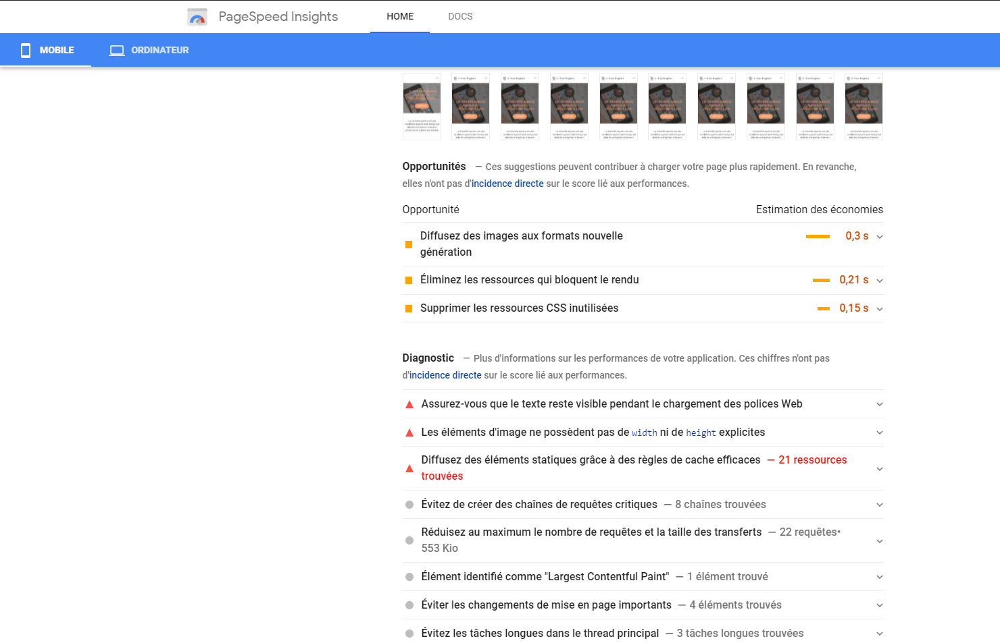 PageSpeed Insights
HOME
DOCS
MOBILE
ORDINATEUR
Opportunités — Ces suggestions peuvent contribuer à charger votre page plus rapidement. En revanche,
elles n'ont pas d'incidence directe sur le score lié aux performances.
Opportunité
Estimation des économies
Diffusez des images aux formats nouvelle
génération
0,3 s
Éliminez les ressources qui bloquent le rendu
0,21 s
Supprimer les ressources CSS inutilisées
0,15 s
Diagnostic — Plus d'informations sur les performances de votre application. Ces chiffres n'ont pas
d'incidence directe sur le score lié aux performances.
Assurez-vous que le texte reste visible pendant le chargement des polices Web
Les éléments d'image ne possèdent pas de width ni de height explicites
Diffusez des éléments statiques grâce à des règles de cache efficaces — 21 ressources
trouvées
Évitez de créer des chaînes de requêtes critiques — 8 chaînes trouvées
Réduisez au maximum le nombre de requêtes et la taille des transferts — 22 requêtes•
553 Kio
Élément identifié comme "Largest Contentful Paint" — 1 élément trouvé
Éviter les changements de mise en page importants — 4 éléments trouvés
Évitez les tâches longues dans le thread principal — 3 tâches longues trouvées